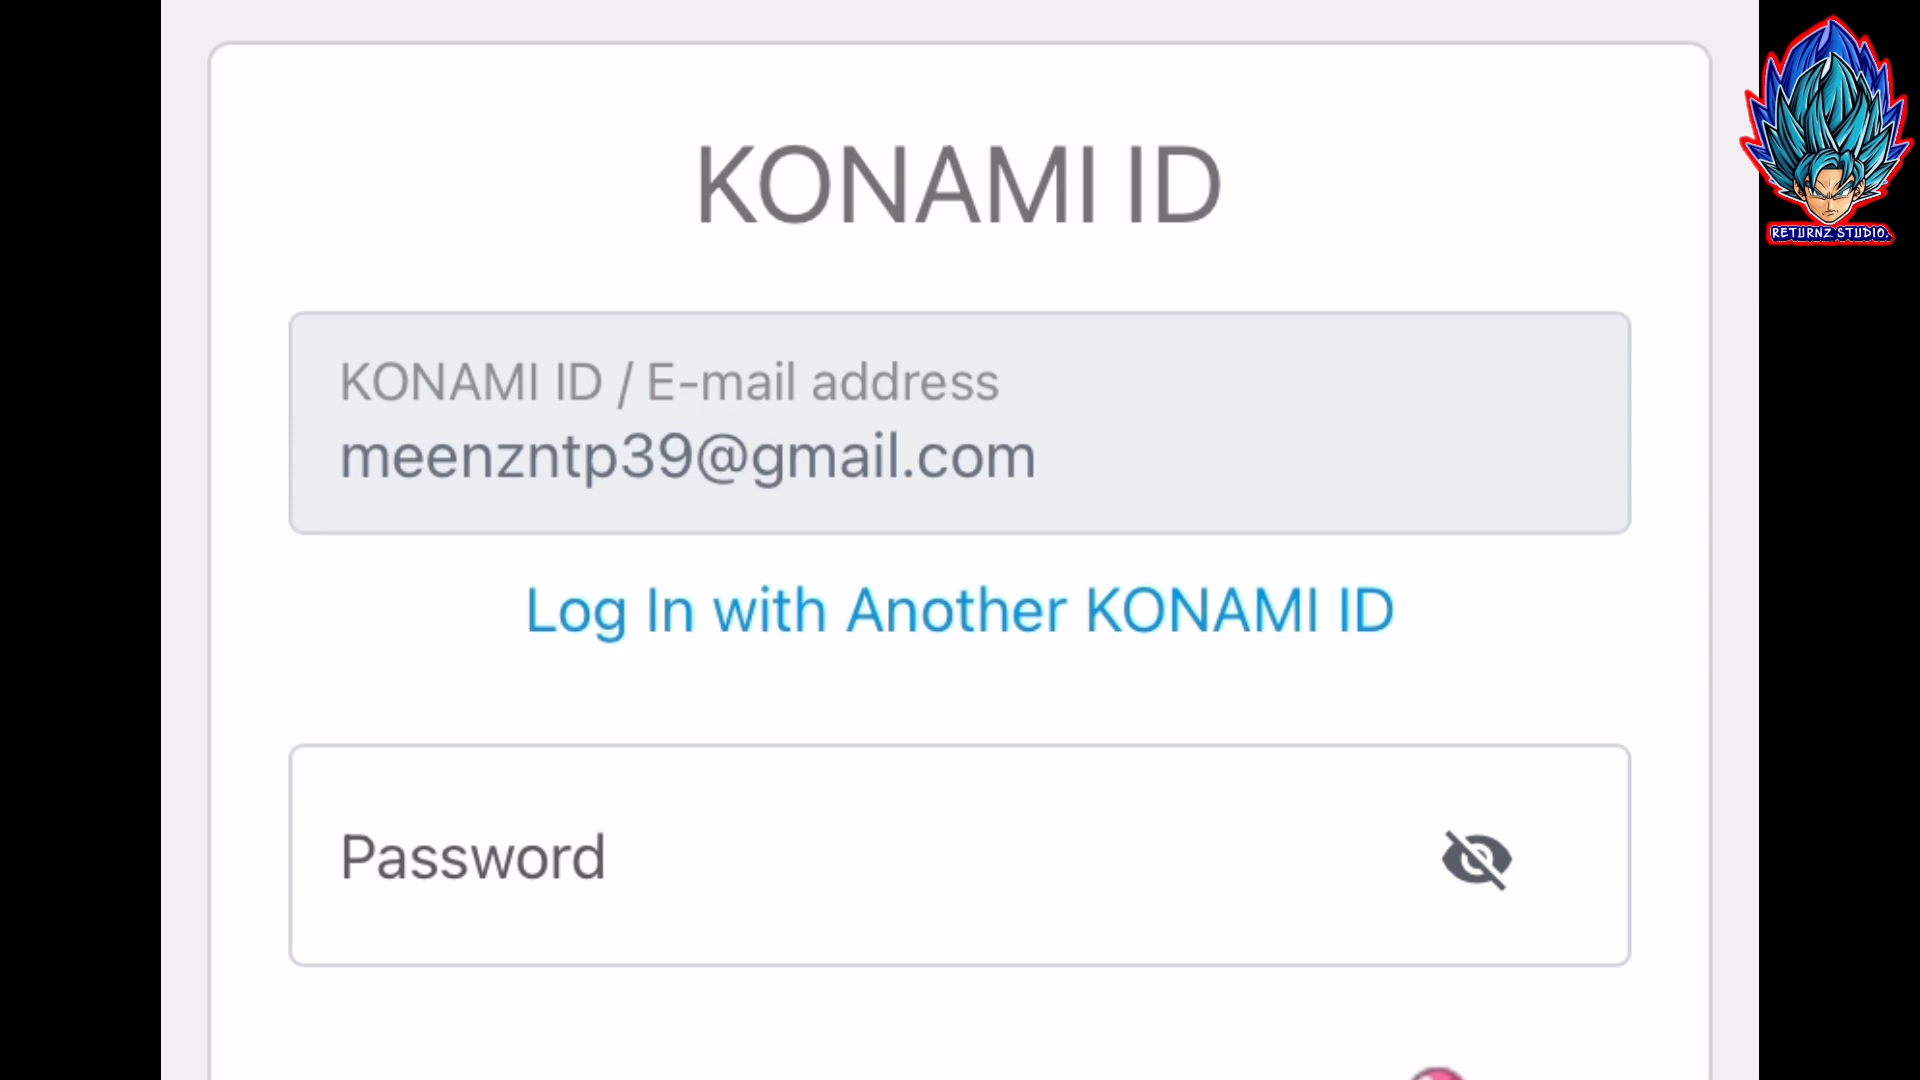 KONAMI ID
KONAMI ID / E-mail address
meenzntp39@gmail.com
Log In with Another KONAMI ID
Password
RETURNZ STUDIO.